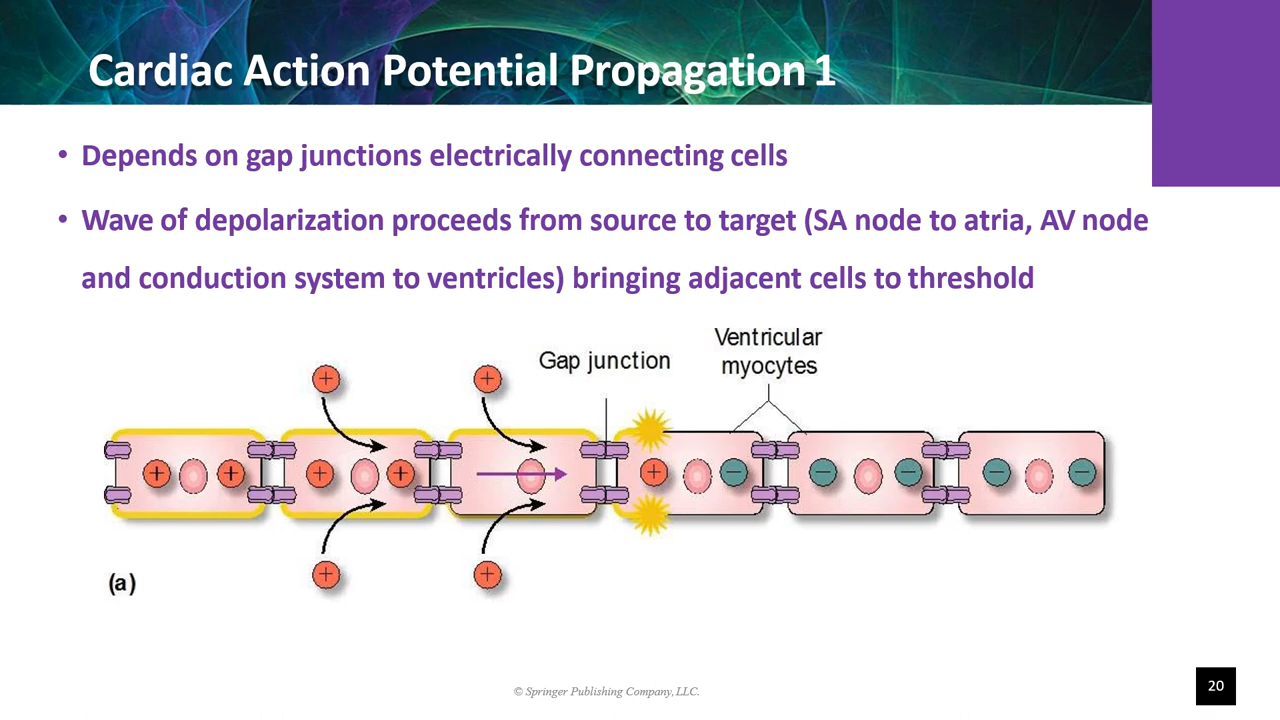 Cardiac Action Potential Propagation 1
• Depends on gap junctions electrically connecting cells
• Wave of depolarization proceeds from source to target (SA node to atria, AV node
and conduction system to ventricles) bringing adjacent cells to threshold
Ventricular
myocytes
Gap junction
+ +
+ + + + + − − − − −
+ +
(a)
© Springer Publishing Company, LLC.
20